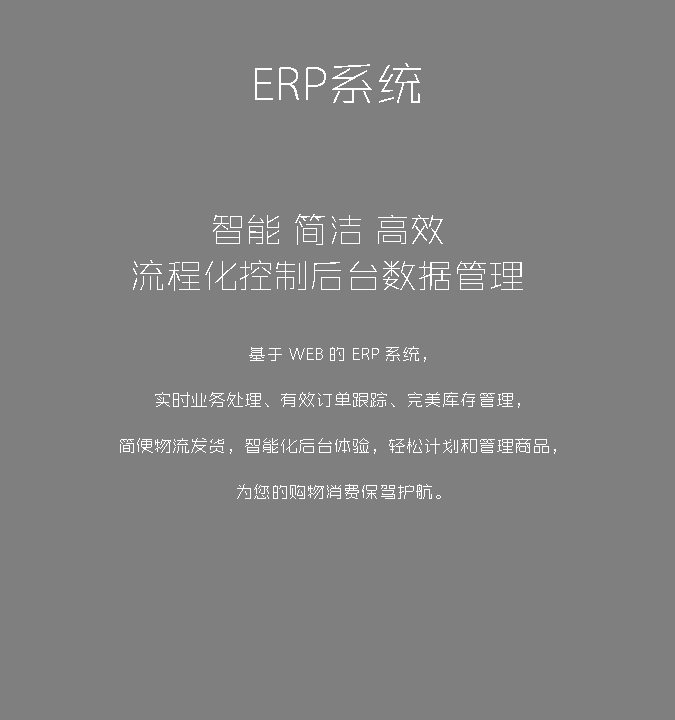 ERP系统
智能 简洁 高效
流程化控制后台数据管理
基于 WEB 的 ERP 系统，
实时业务处理、有效订单跟踪、完美库存管理，
简便物流发货，智能化后台体验，轻松计划和管理商品，
为您的购物消费保驾护航。